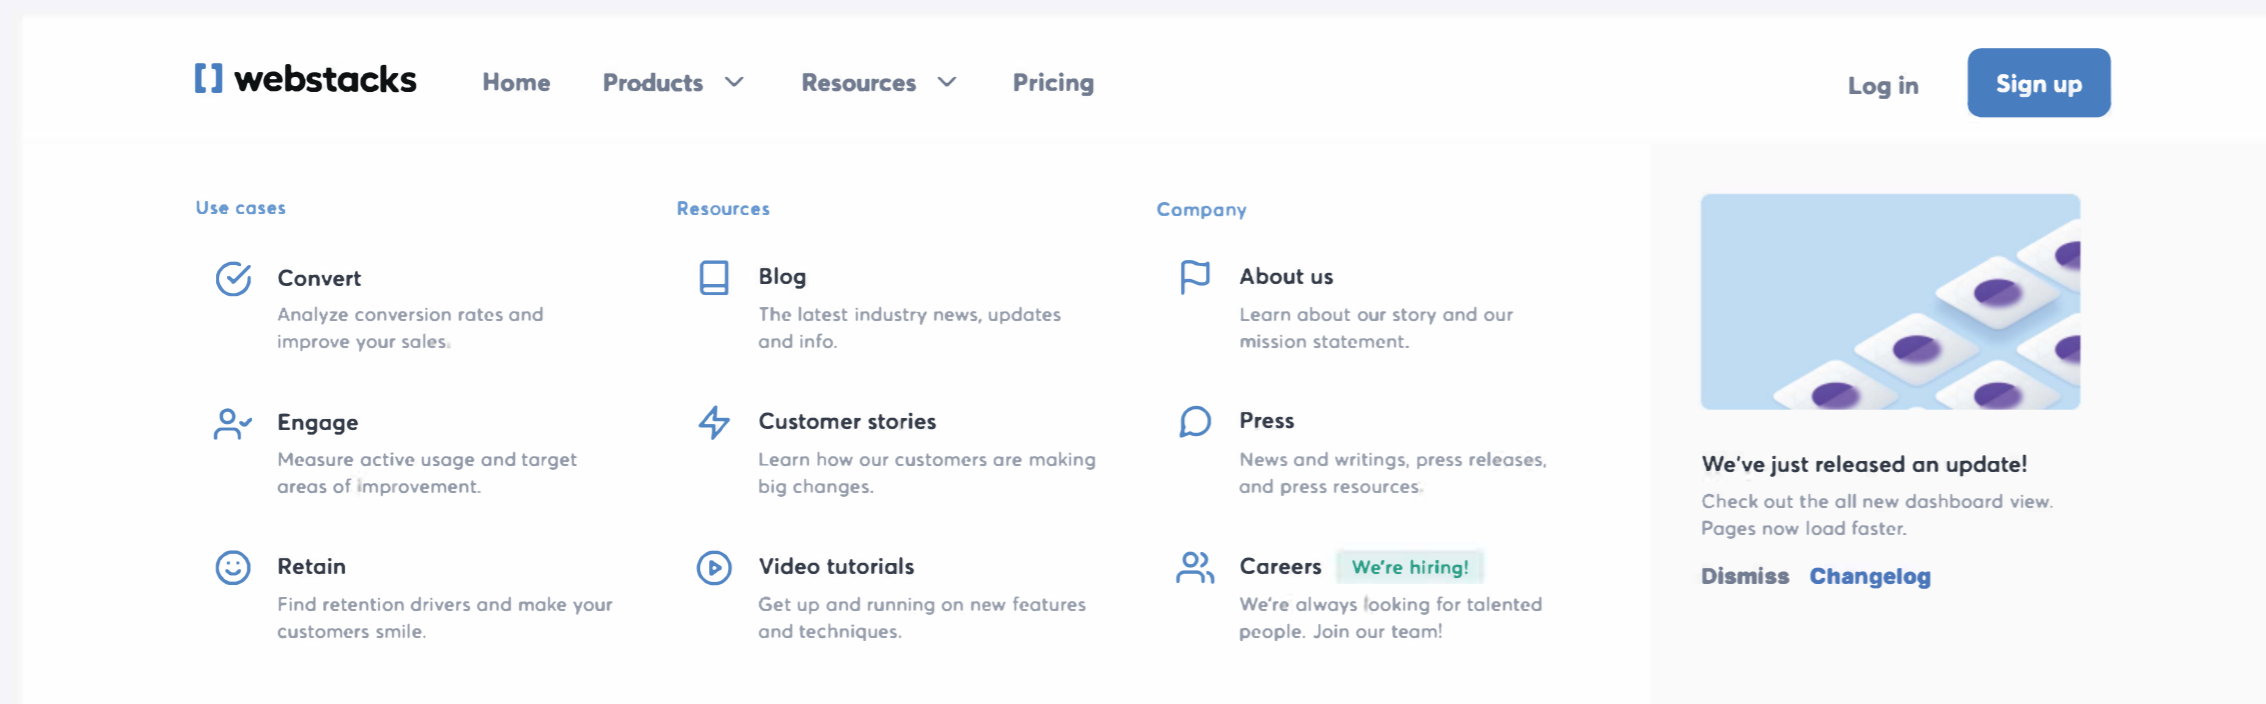 webstacks
Home
Products
Resources
Pricing
Log in
Sign up
Use cases
Convert
Analyze conversion rates and
improve your sales.
Engage
Measure active usage and target
areas of improvement.
Retain
Find retention drivers and make your
customers smile.
Resources
Blog
The latest industry news, updates
and info.
Customer stories
Learn how our customers are making
big changes.
Video tutorials
Get up and running on new features
and techniques.
Company
About us
Learn about our story and our
mission statement.
Press
News and writings, press releases,
and press resources.
Careers We're hiring!
We're always looking for talented
people. Join our team!
We've just released an update!
Check out the all new dashboard view.
Pages now load faster.
Dismiss Changelog